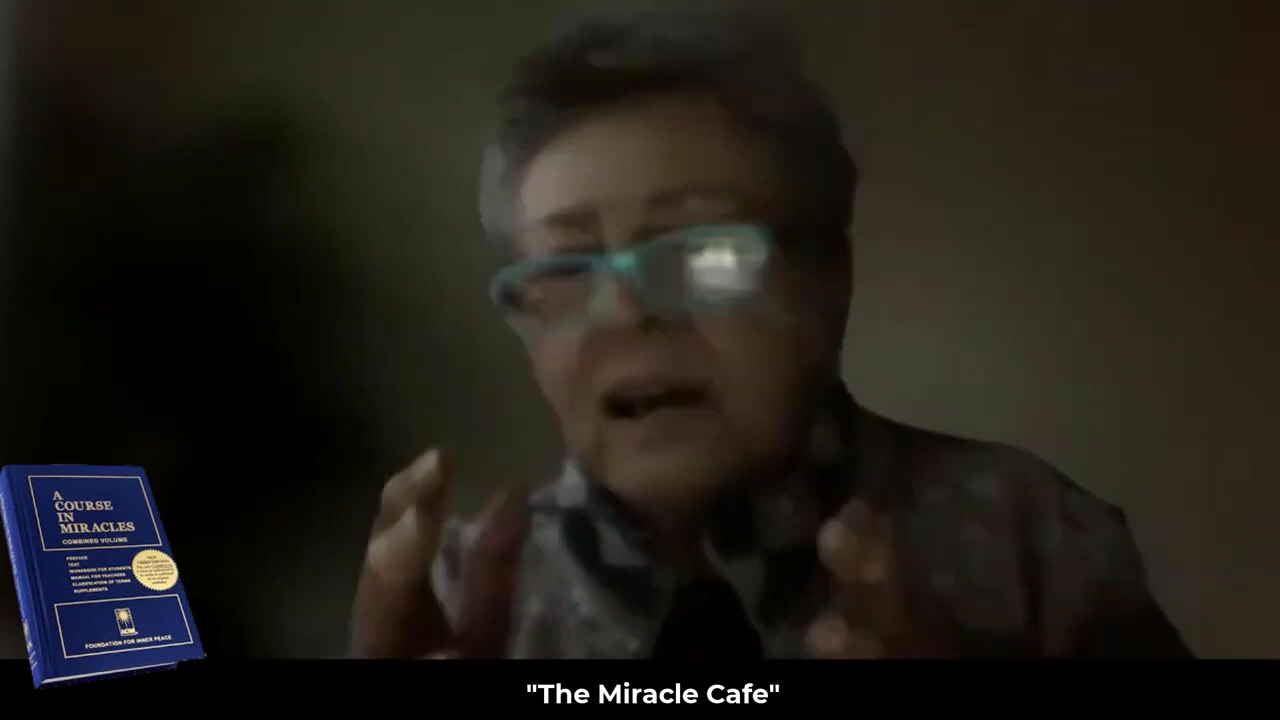 A
COURSE
IN
MIRACLES
COMBINED VOLUME
PREFACE
TEXT
WORKBOOK FOR STUDENTS
MANUAL FOR TEACHERS
CLARIFICATION OF TERMS
SUPPLEMENTS
FOUNDATION FOR INNER PEACE
"The Miracle Cafe"